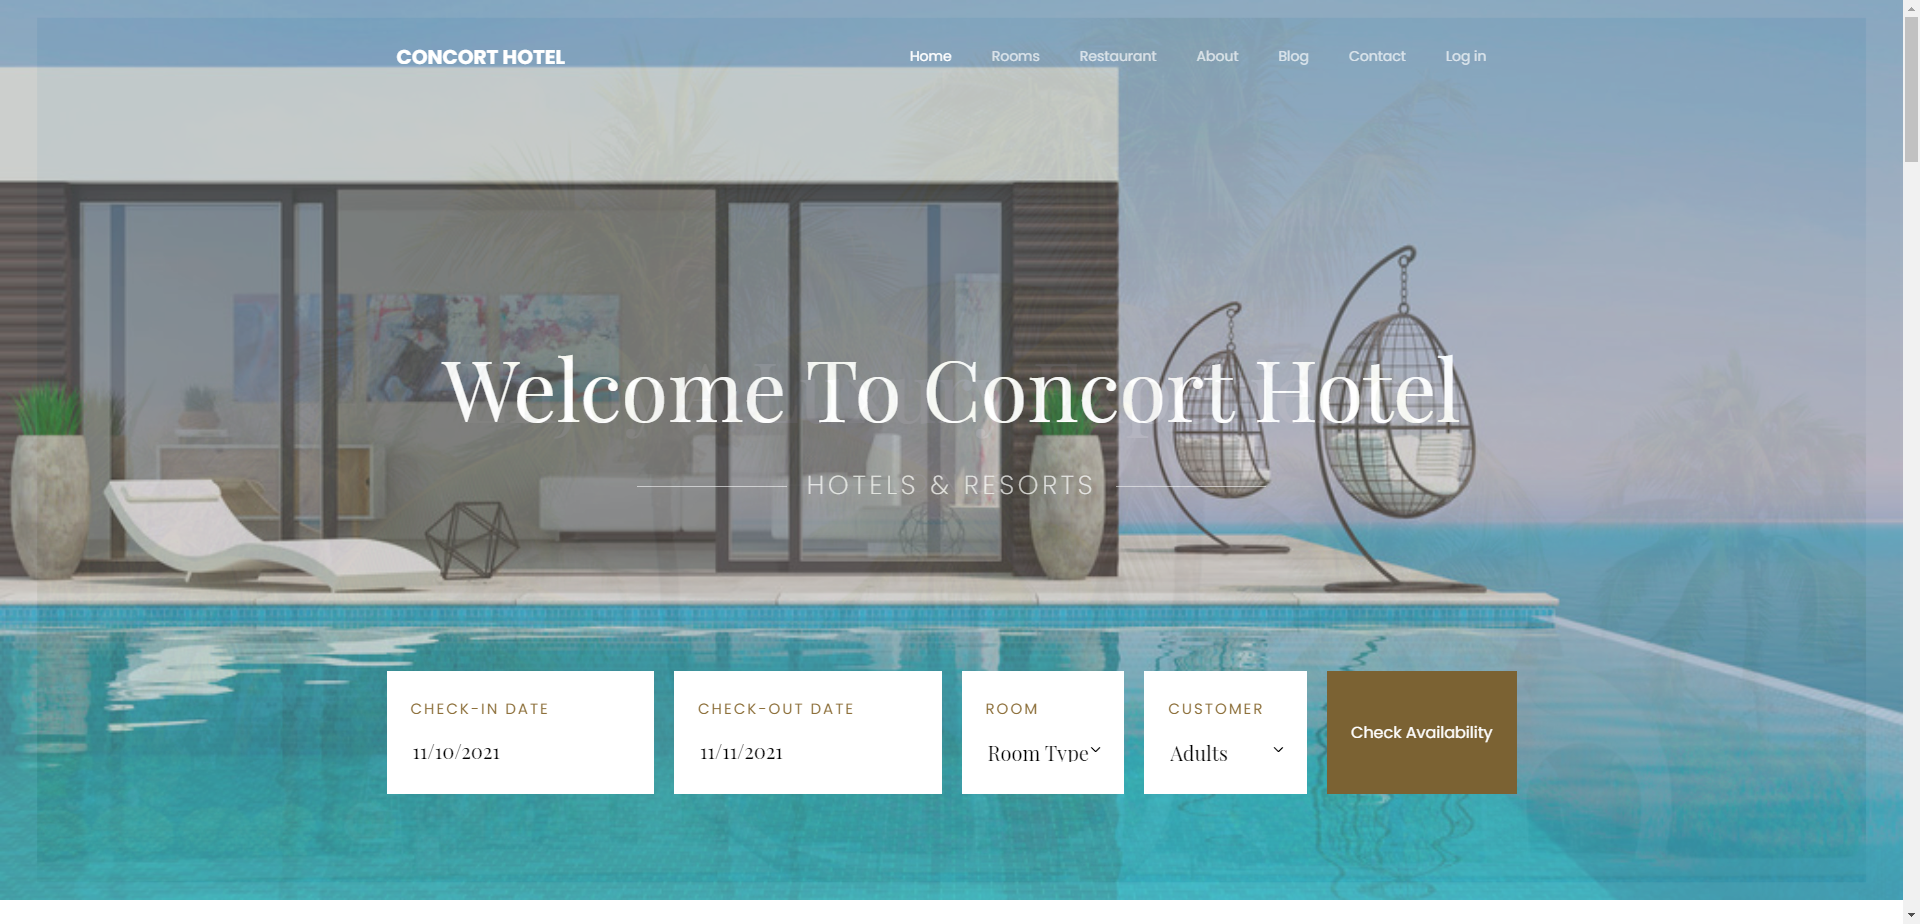 CONCORT HOTEL
Home Rooms Restaurant About Blog Contact Log in
Welcome To Concort Hotel
HOTELS & RESORTS
CHECK-IN DATE CHECK-OUT DATE ROOM CUSTOMER
11/10/2021 11/11/2021 Room Type Adults
Check Availability